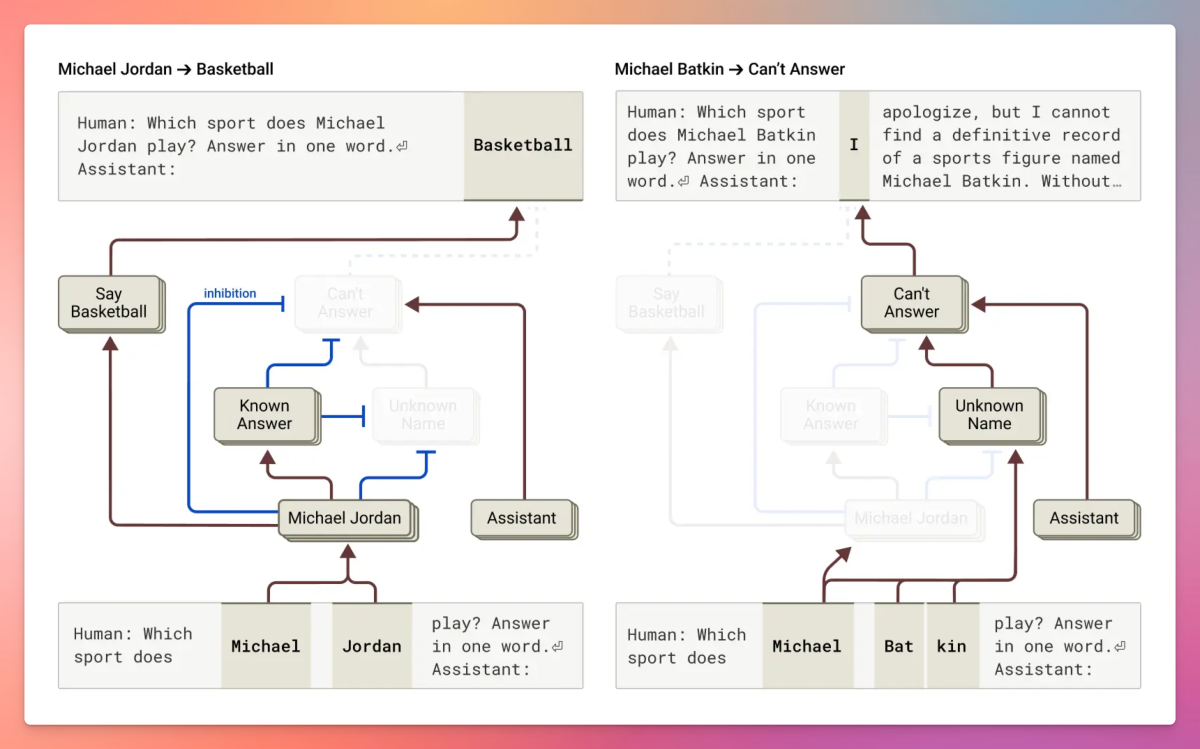 Michael Jordan → Basketball
Human: Which sport does Michael
Jordan play? Answer in one word.⏎
Assistant:
Basketball
Say
Basketball
inhibition
Can't
Answer
Known
Answer
Unknown
Name
Michael Jordan
Assistant
Human: Which
sport does
Michael
Jordan
play? Answer
in one word.⏎
Assistant:
Michael Batkin → Can’t Answer
Human: Which sport
does Michael Batkin
play? Answer in one
word.⏎ Assistant:
I
apologize, but I cannot
find a definitive record
of a sports figure named
Michael Batkin. Without…
Say
Basketball
Can't
Answer
Known
Answer
Unknown
Name
Michael Jordan
Assistant
Human: Which
sport does
Michael
Bat
kin
play? Answer
in one word.⏎
Assistant: